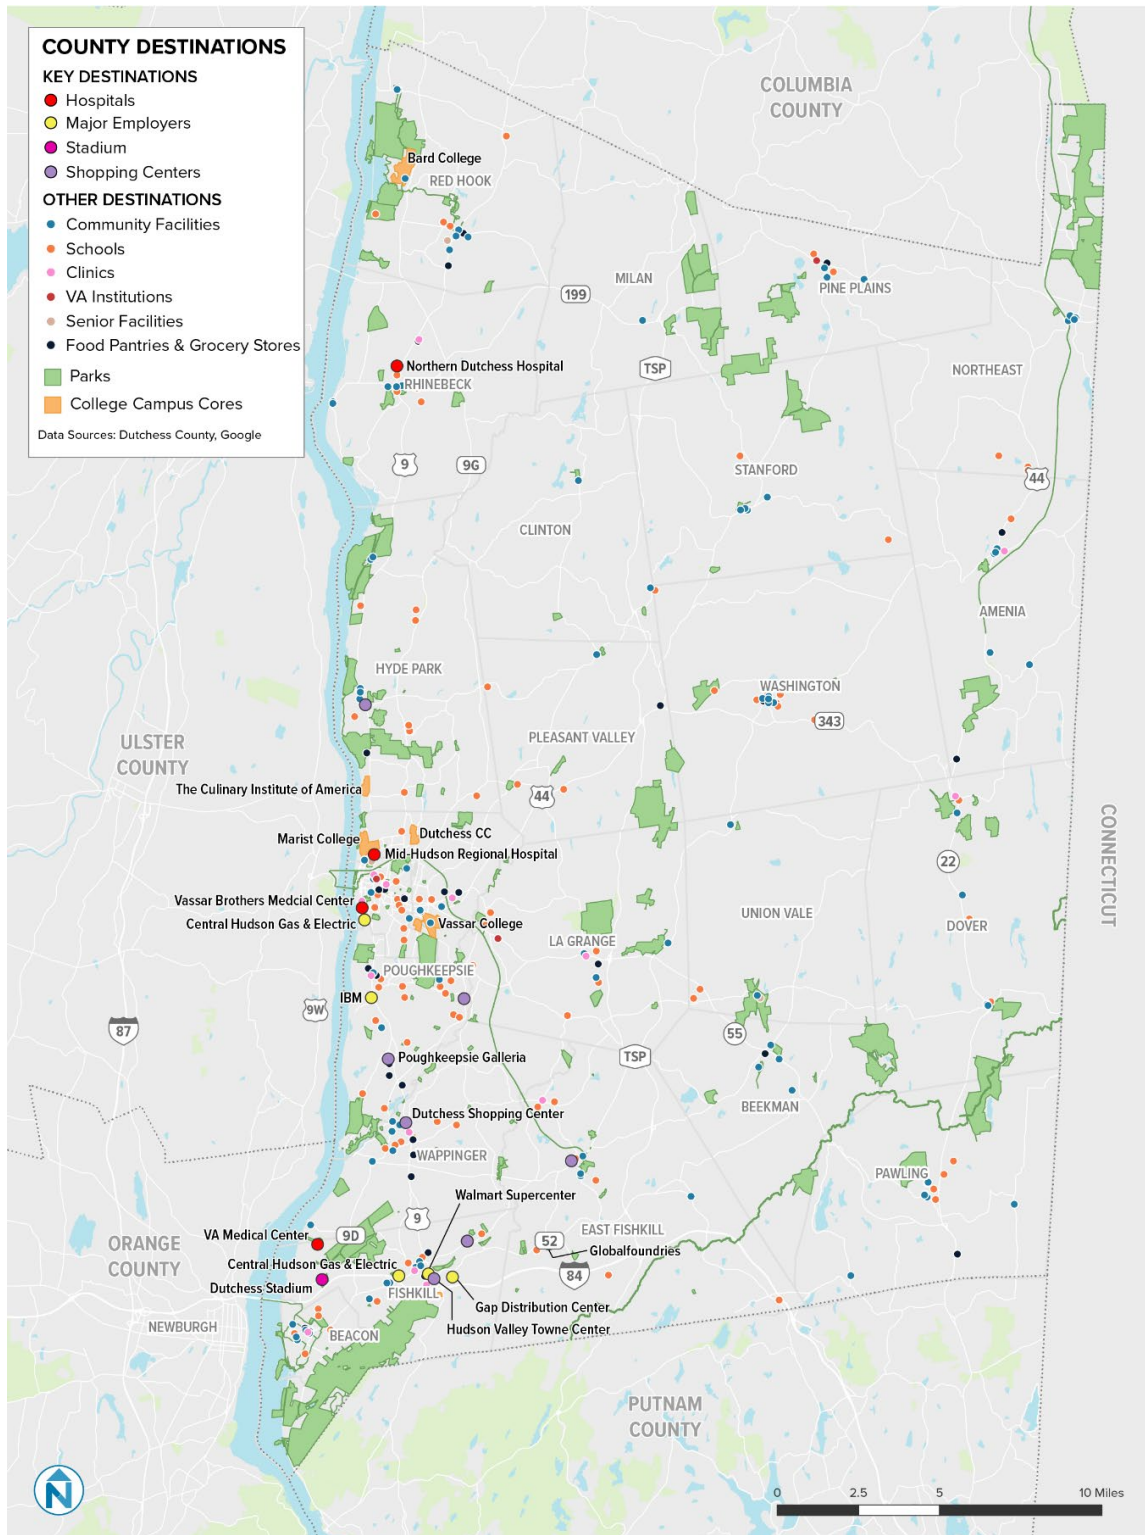 COUNTY DESTINATIONS
KEY DESTINATIONS
Hospitals
Major Employers
Stadium
Shopping Centers
OTHER DESTINATIONS
Community Facilities
Schools
Clinics
VA Institutions
Senior Facilities
Food Pantries & Grocery Stores
Parks
College Campus Cores
Data Sources: Dutchess County, Google
COLUMBIA
COUNTY
Bard College
RED HOOK
MILAN
199
PINE PLAINS
Northern Dutchess Hospital
TSP
NORTHEAST
RHINEBECK
9
9G
STANFORD
44
CLINTON
AMENIA
HYDE PARK
WASHINGTON
343
PLEASANT VALLEY
ULSTER
COUNTY
The Culinary Institute of America
44
CONNECTICUT
Marist College
Dutchess CC
Mid-Hudson Regional Hospital
22
Vassar Brothers Medcial Center
Central Hudson Gas & Electric
Vassar College
UNION VALE
DOVER
LA GRANGE
POUGHKEEPSIE
IBM
9W
87
55
TSP
Poughkeepsie Galleria
Dutchess Shopping Center
BEEKMAN
WAPPINGER
PAWLING
Walmart Supercenter
9
VA Medical Center
9D
EAST FISHKILL
52
Globalfoundries
ORANGE
COUNTY
Central Hudson Gas & Electric
84
Dutchess Stadium
FISHKILL
Gap Distribution Center
NEWBURGH
BEACON
Hudson Valley Towne Center
PUTNAM
COUNTY
N
0
2.5
5
10 Miles